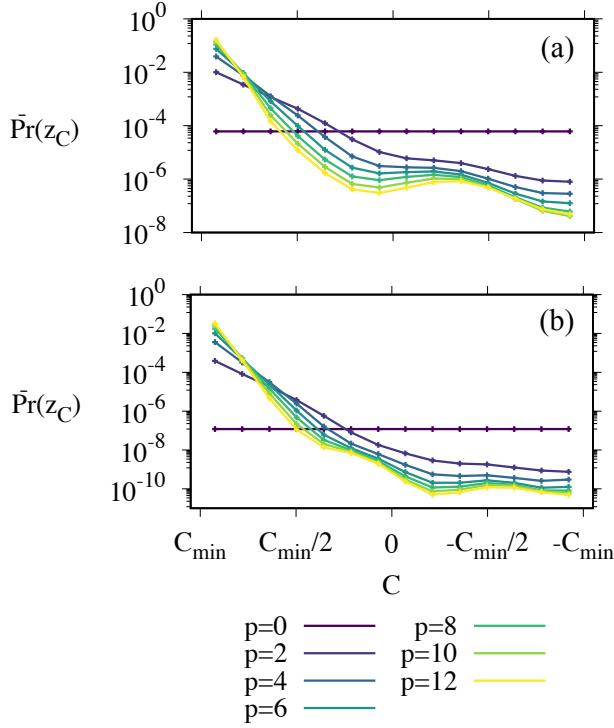 10^0
(a)
10^-2
P̄r(z_C)
10^-4
10^-6
10^-8
10^0
(b)
10^-2
10^-4
P̄r(z_C)
10^-6
10^-8
10^-10
C_min
C_min/2
0
-C_min/2
-C_min
C
p=0
p=8
p=2
p=10
p=4
p=12
p=6